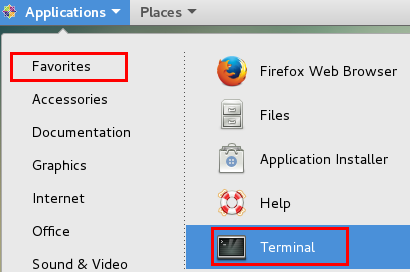 Applications Places
Favorites
Accessories
Documentation
Graphics
Internet
Office
Sound & Video
Firefox Web Browser
Files
Application Installer
Help
Terminal